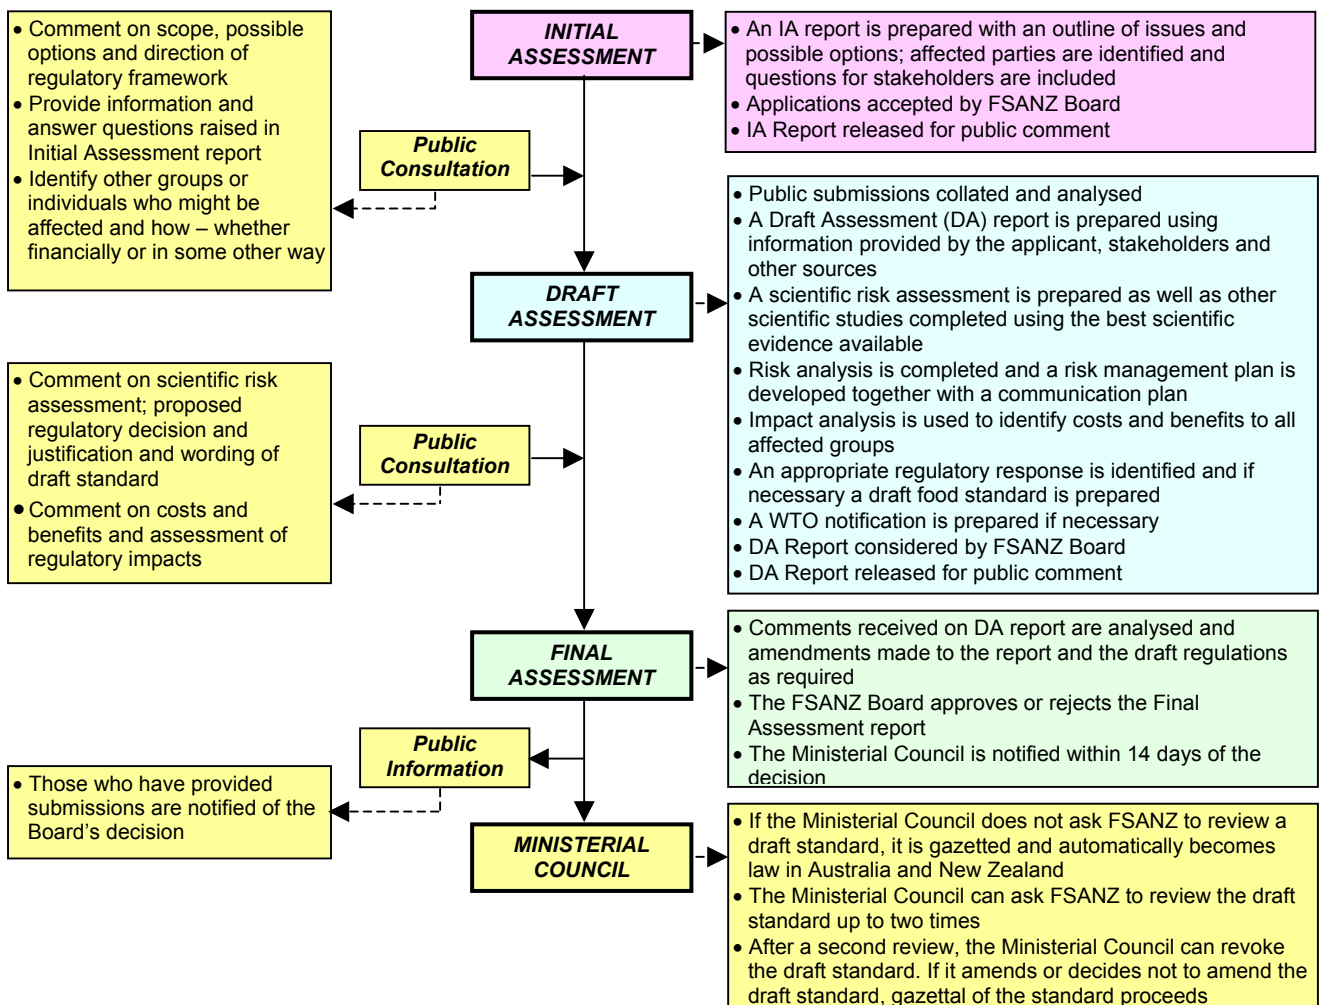 • Comment on scope, possible
options and direction of
regulatory framework
• Provide information and
answer questions raised in
Initial Assessment report
• Identify other groups or
individuals who might be
affected and how – whether
financially or in some other way
INITIAL
ASSESSMENT
• An IA report is prepared with an outline of issues and
possible options; affected parties are identified and
questions for stakeholders are included
• Applications accepted by FSANZ Board
• IA Report released for public comment
Public
Consultation
DRAFT
ASSESSMENT
• Public submissions collated and analysed
• A Draft Assessment (DA) report is prepared using
information provided by the applicant, stakeholders and
other sources
• A scientific risk assessment is prepared as well as other
scientific studies completed using the best scientific
evidence available
• Risk analysis is completed and a risk management plan is
developed together with a communication plan
• Impact analysis is used to identify costs and benefits to all
affected groups
• An appropriate regulatory response is identified and if
necessary a draft food standard is prepared
• A WTO notification is prepared if necessary
• DA Report considered by FSANZ Board
• DA Report released for public comment
• Comment on scientific risk
assessment; proposed
regulatory decision and
justification and wording of
draft standard
• Comment on costs and
benefits and assessment of
regulatory impacts
Public
Consultation
FINAL
ASSESSMENT
• Comments received on DA report are analysed and
amendments made to the report and the draft regulations
as required
• The FSANZ Board approves or rejects the Final
Assessment report
• The Ministerial Council is notified within 14 days of the
decision
Public
Information
• Those who have provided
submissions are notified of the
Board's decision
MINISTERIAL
COUNCIL
• If the Ministerial Council does not ask FSANZ to review a
draft standard, it is gazetted and automatically becomes
law in Australia and New Zealand
• The Ministerial Council can ask FSANZ to review the draft
standard up to two times
• After a second review, the Ministerial Council can revoke
the draft standard. If it amends or decides not to amend the
draft standard, gazettal of the standard proceeds